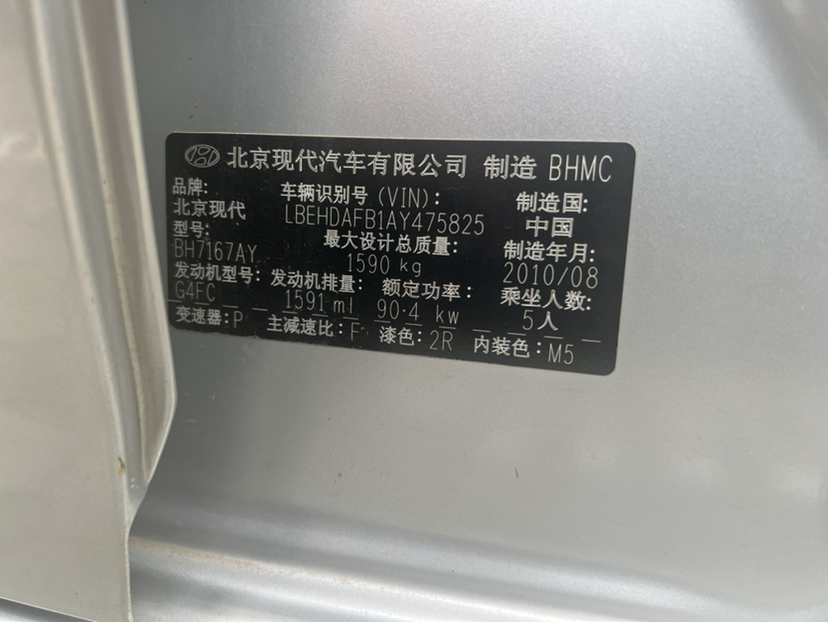 北京现代汽车有限公司 制造 BHMC
品牌: 车辆识别号 (VIN): 制造国:
北京现代 LBEHDAFB1AY475825 中国
型号: 最大设计总质量: 制造年月:
BH7167AY 1590 kg 2010/08
发动机型号: 发动机排量: 额定功率: 乘坐人数:
G4FC 1591 ml 90.4 kw 5人
变速器: P 主减速比: F 漆色: 2R 内装色: M5